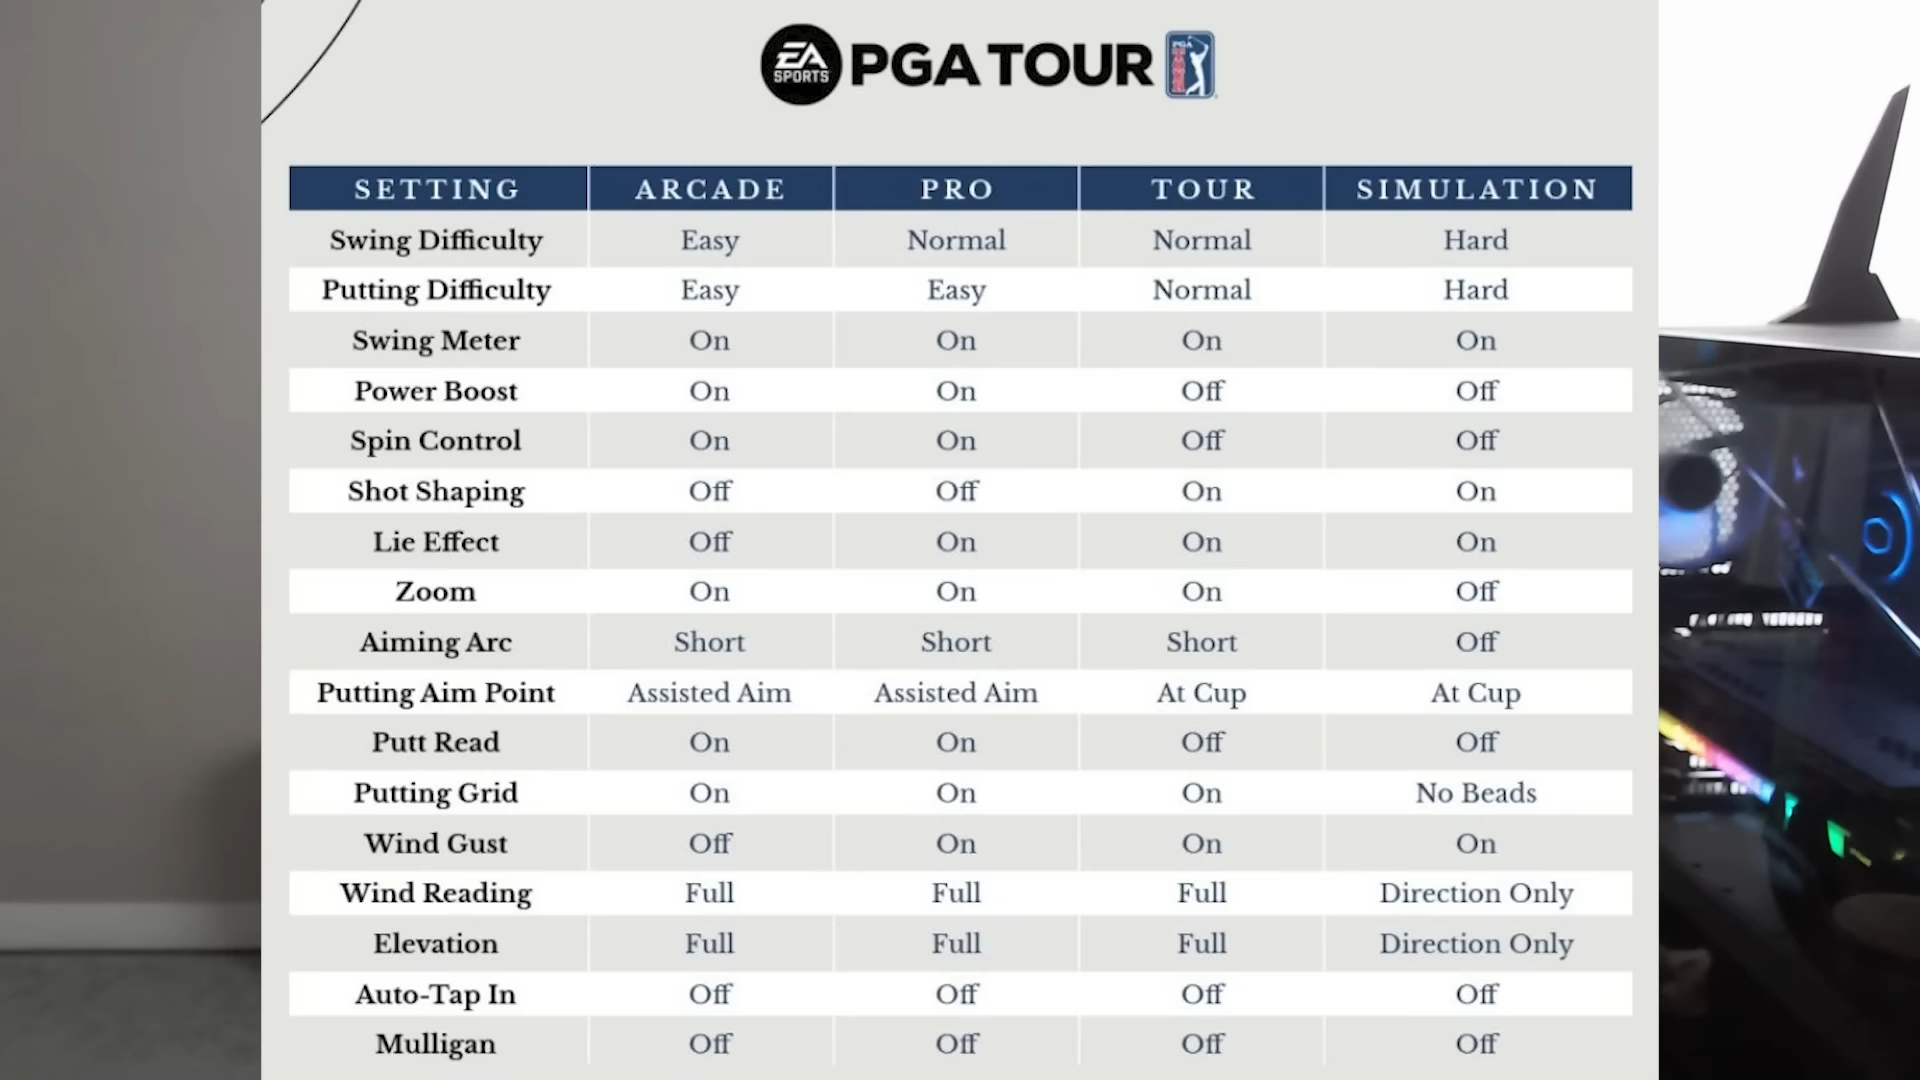 EA SPORTS PGA TOUR PGA TOUR
SETTING ARCADE PRO TOUR SIMULATION
Swing Difficulty Easy Normal Normal Hard
Putting Difficulty Easy Easy Normal Hard
Swing Meter On On On On
Power Boost On On Off Off
Spin Control On On Off Off
Shot Shaping Off Off On On
Lie Effect Off On On On
Zoom On On On Off
Aiming Arc Short Short Short Off
Putting Aim Point Assisted Aim Assisted Aim At Cup At Cup
Putt Read On On Off Off
Putting Grid On On On No Beads
Wind Gust Off On On On
Wind Reading Full Full Full Direction Only
Elevation Full Full Full Direction Only
Auto-Tap In Off Off Off Off
Mulligan Off Off Off Off